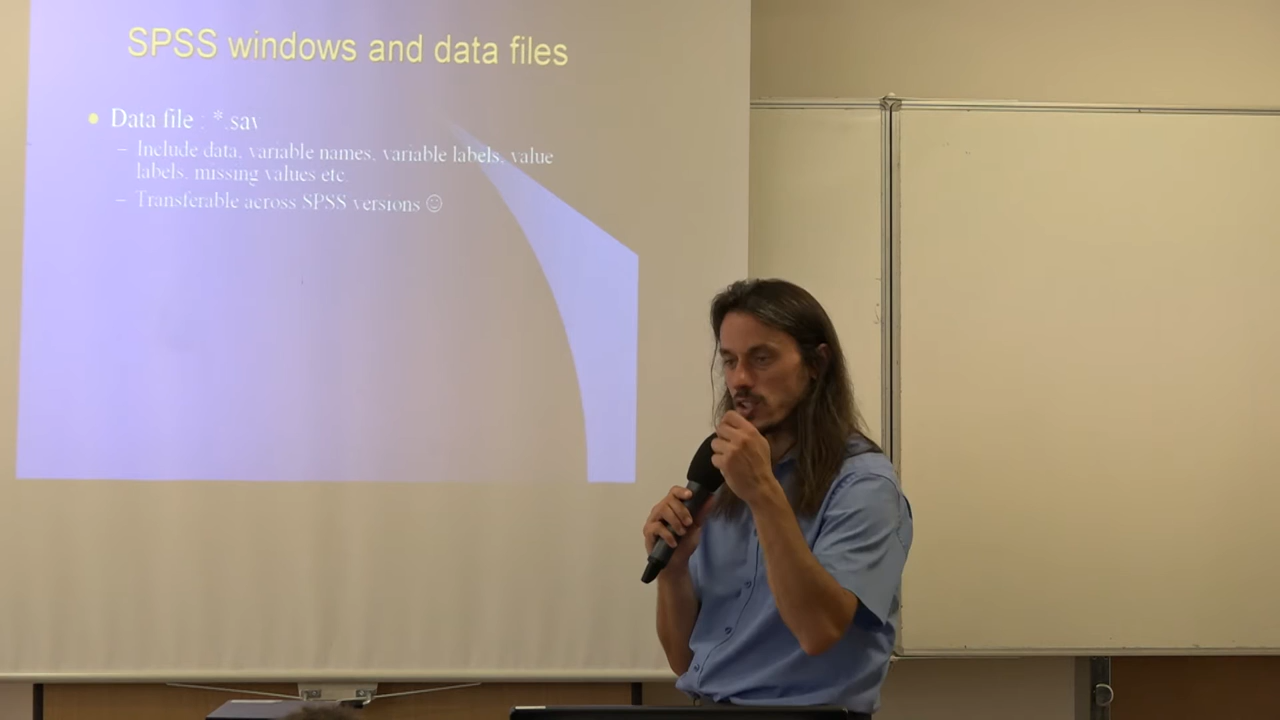 SPSS windows and data files
• Data file : *.sav
– Include data, variable names, variable labels, value
labels, missing values etc.
– Transferable across SPSS versions ☺